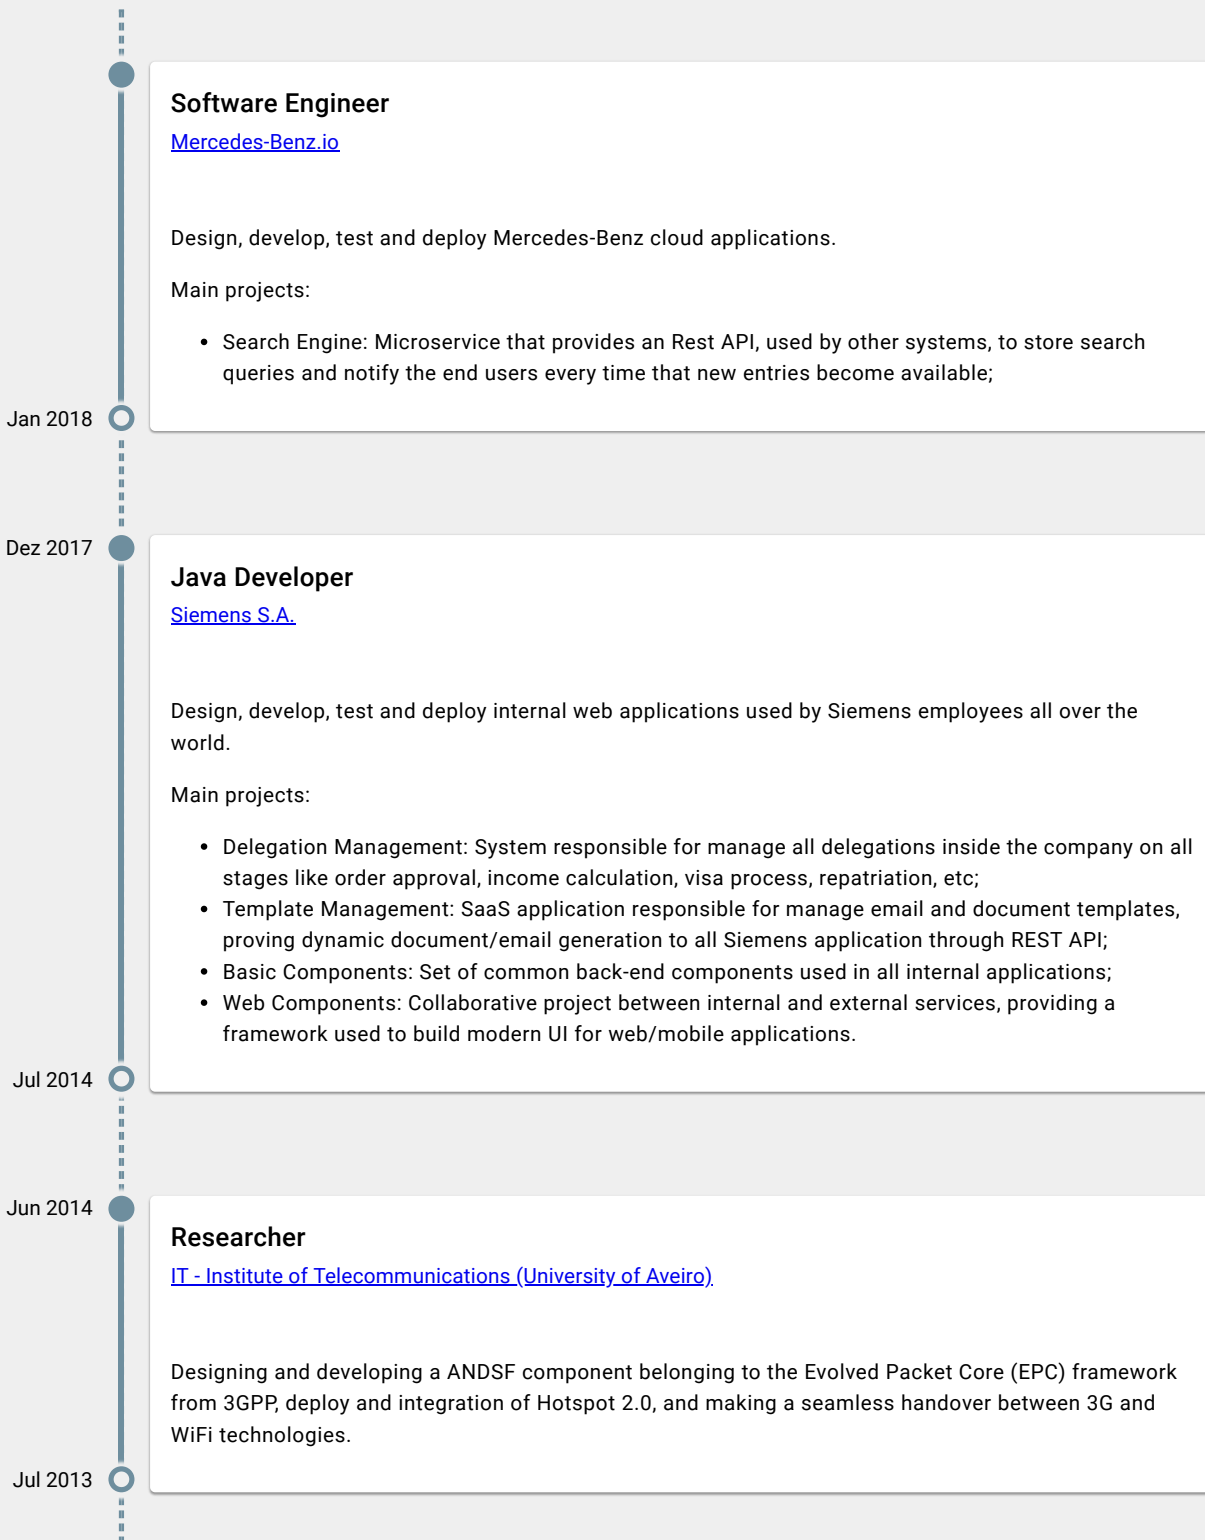 Software Engineer
Mercedes-Benz.io
Design, develop, test and deploy Mercedes-Benz cloud applications.
Main projects:
• Search Engine: Microservice that provides an Rest API, used by other systems, to store search
queries and notify the end users every time that new entries become available;
Jan 2018
Dez 2017
Java Developer
Siemens S.A.
Design, develop, test and deploy internal web applications used by Siemens employees all over the
world.
Main projects:
• Delegation Management: System responsible for manage all delegations inside the company on all
stages like order approval, income calculation, visa process, repatriation, etc;
• Template Management: SaaS application responsible for manage email and document templates,
proving dynamic document/email generation to all Siemens application through REST API;
• Basic Components: Set of common back-end components used in all internal applications;
• Web Components: Collaborative project between internal and external services, providing a
framework used to build modern UI for web/mobile applications.
Jul 2014
Jun 2014
Researcher
IT - Institute of Telecommunications (University of Aveiro)
Designing and developing a ANDSF component belonging to the Evolved Packet Core (EPC) framework
from 3GPP, deploy and integration of Hotspot 2.0, and making a seamless handover between 3G and
WiFi technologies.
Jul 2013